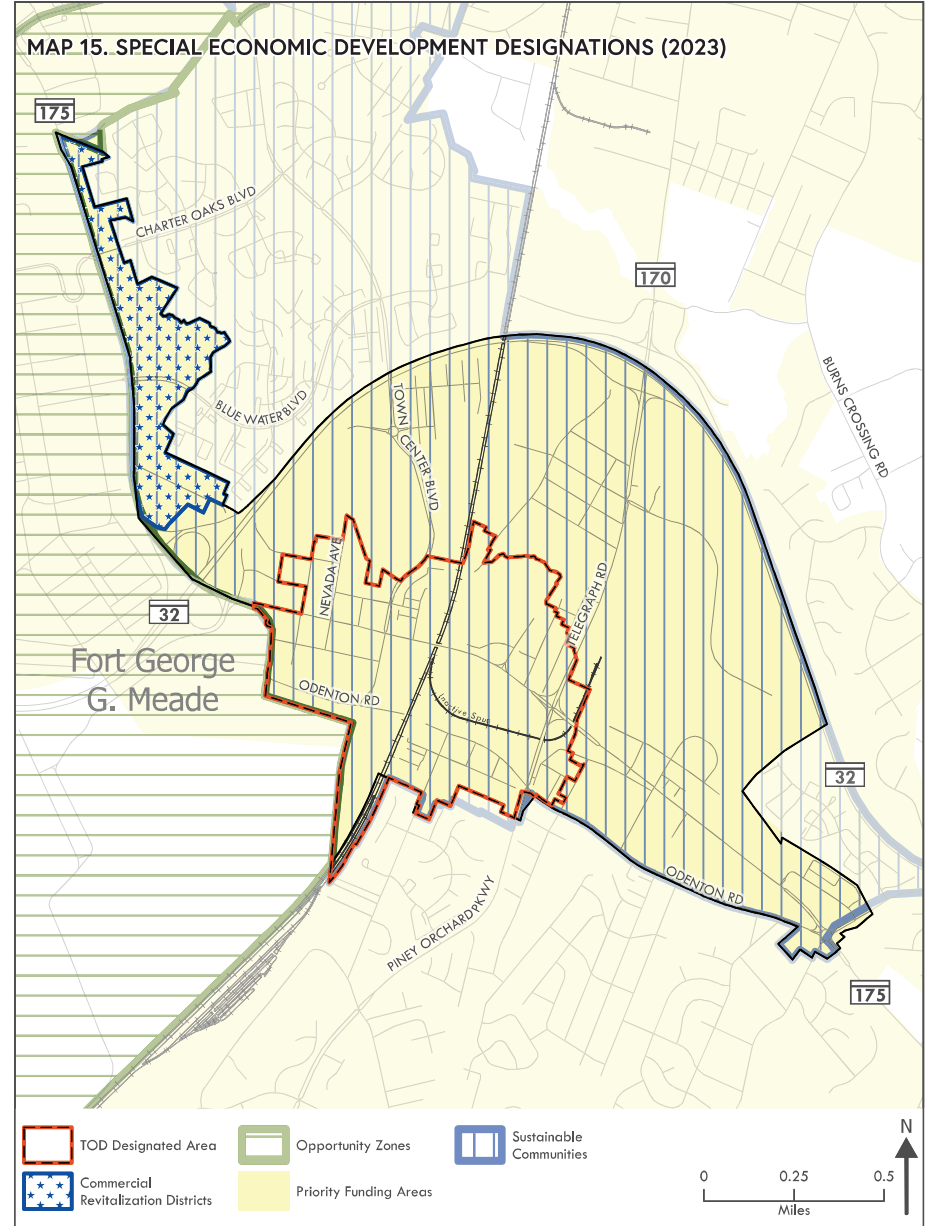 MAP 15. SPECIAL ECONOMIC DEVELOPMENT DESIGNATIONS (2023)
175
CHARTER OAKS BLVD
170
BURNS CROSSING RD
BLUE WATER BLVD
TOWN CENTER BLVD
NEVADA AVE
TELEGRAPH RD
32
Fort George
G. Meade
ODENTON RD
Inactive Spur
32
ODENTON RD
PINEY ORCHARD PKWY
175
TOD Designated Area
Opportunity Zones
Sustainable
Communities
Commercial
Revitalization Districts
Priority Funding Areas
N
0 0.25 0.5
Miles